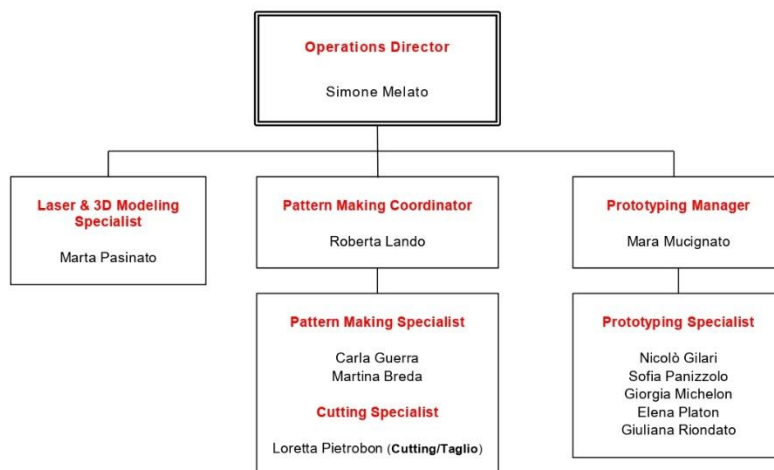 Operations Director
Simone Melato
Laser & 3D Modeling
Specialist
Marta Pasinato
Pattern Making Coordinator
Roberta Lando
Prototyping Manager
Mara Mucignato
Pattern Making Specialist
Carla Guerra
Martina Breda
Cutting Specialist
Loretta Pietrobon (Cutting/Taglio)
Prototyping Specialist
Nicolò Gilari
Sofia Panizzolo
Giorgia Michelon
Elena Platon
Giuliana Riondato